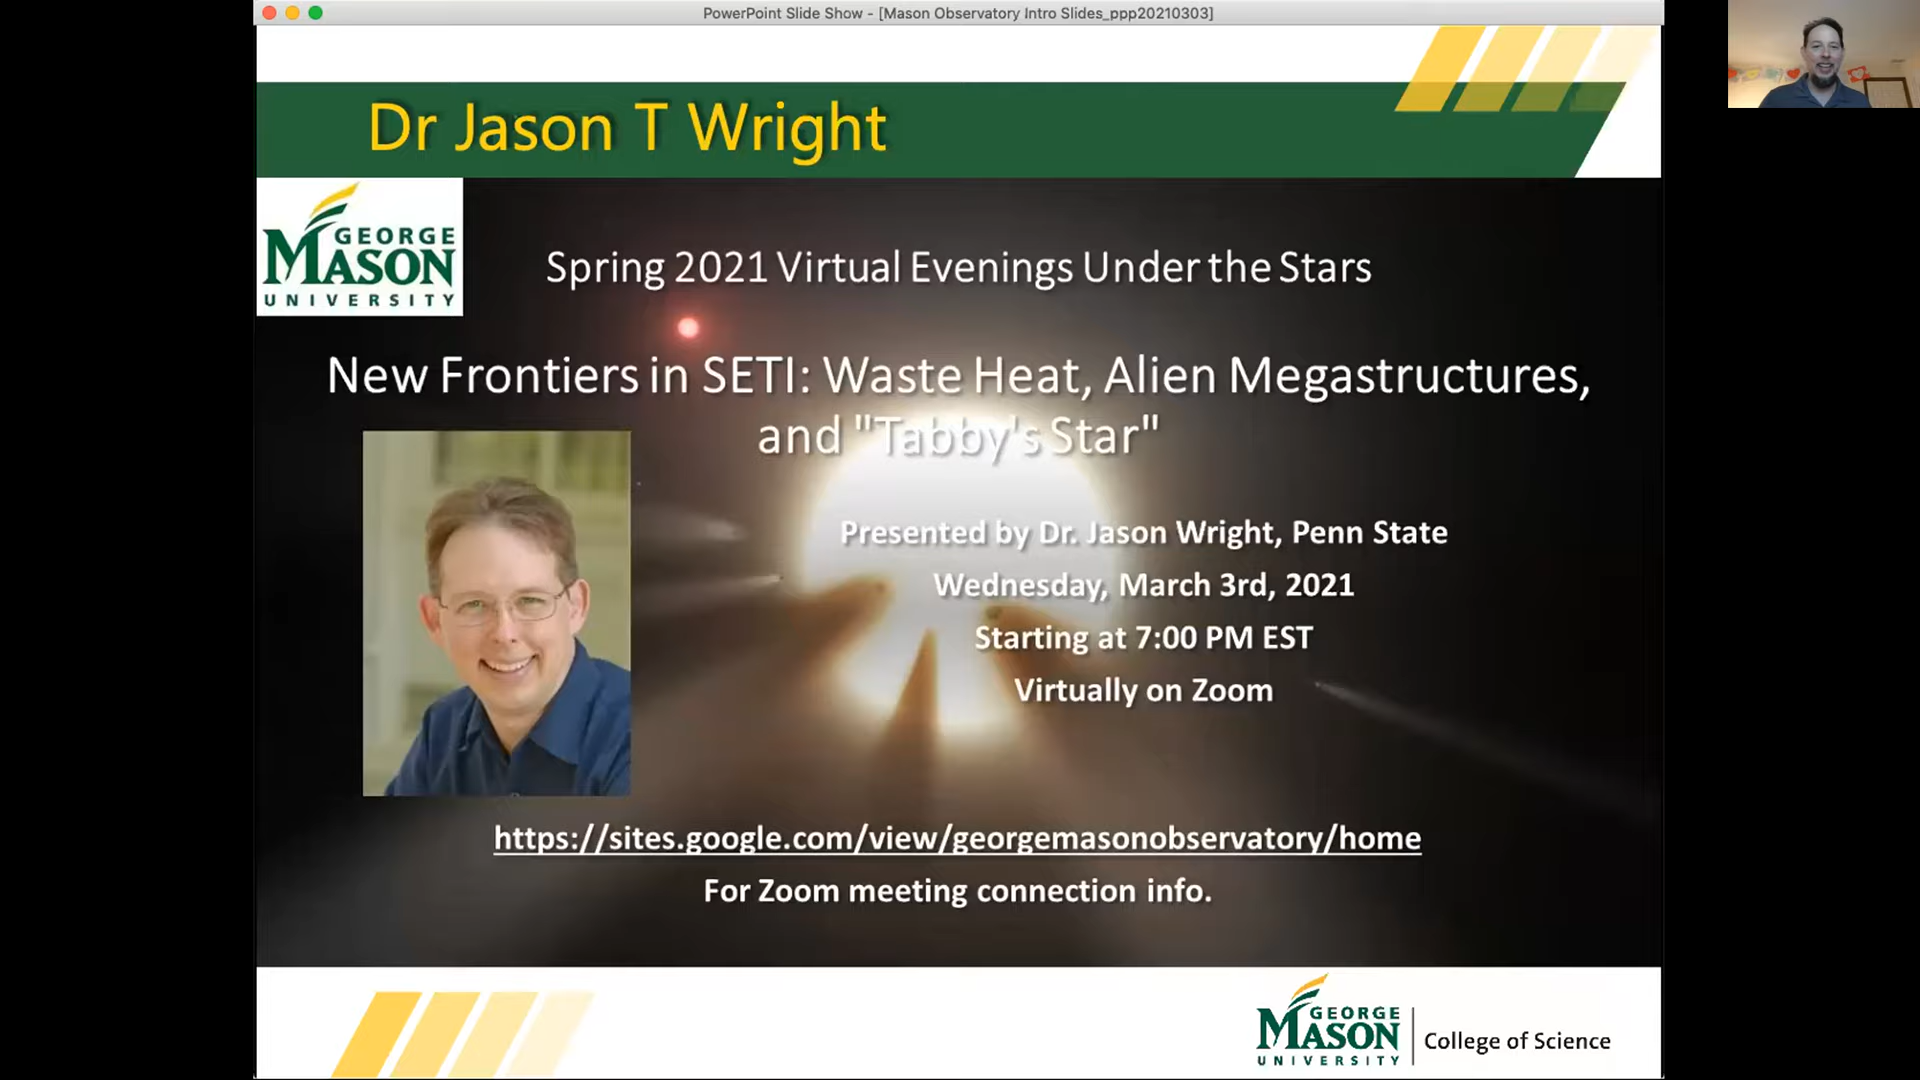 PowerPoint Slide Show - [Mason Observatory Intro Slides_ppp20210303]
Dr Jason T Wright
GEORGE
MASON
UNIVERSITY
Spring 2021 Virtual Evenings Under the Stars
New Frontiers in SETI: Waste Heat, Alien Megastructures,
and "Tabby's Star"
Presented by Dr. Jason Wright, Penn State
Wednesday, March 3rd, 2021
Starting at 7:00 PM EST
Virtually on Zoom
https://sites.google.com/view/georgemasonobservatory/home
For Zoom meeting connection info.
GEORGE
MASON
UNIVERSITY
College of Science